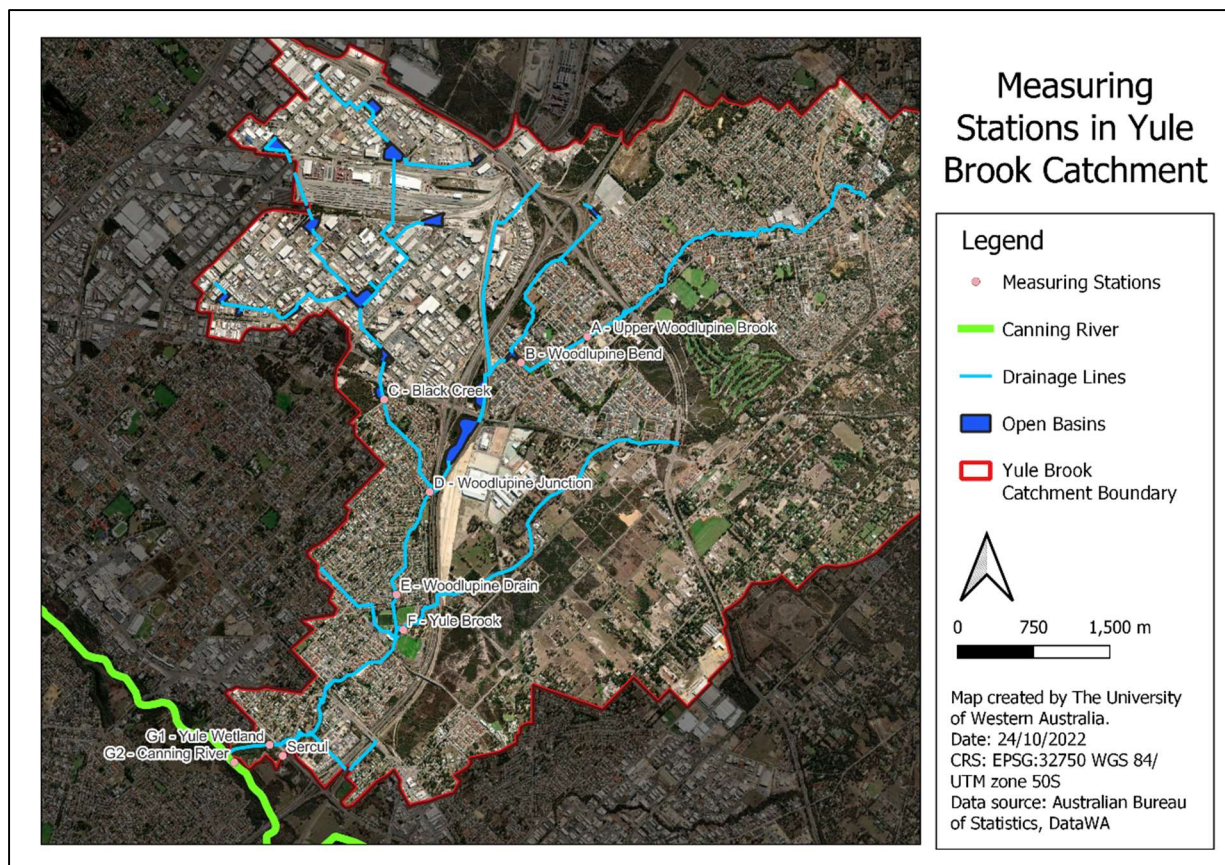 Measuring
Stations in Yule
Brook Catchment
A - Upper Woodlupine Brook
B - Woodlupine Bend
C - Black Creek
D - Woodlupine Junction
E - Woodlupine Drain
F - Yule Brook
G1 - Yule Wetland
Sercul
G2 - Canning River
Legend
Measuring Stations
Canning River
Drainage Lines
Open Basins
Yule Brook
Catchment Boundary
0 750 1,500 m
Map created by The University
of Western Australia.
Date: 24/10/2022
CRS: EPSG:32750 WGS 84/
UTM zone 50S
Data source: Australian Bureau
of Statistics, DataWA